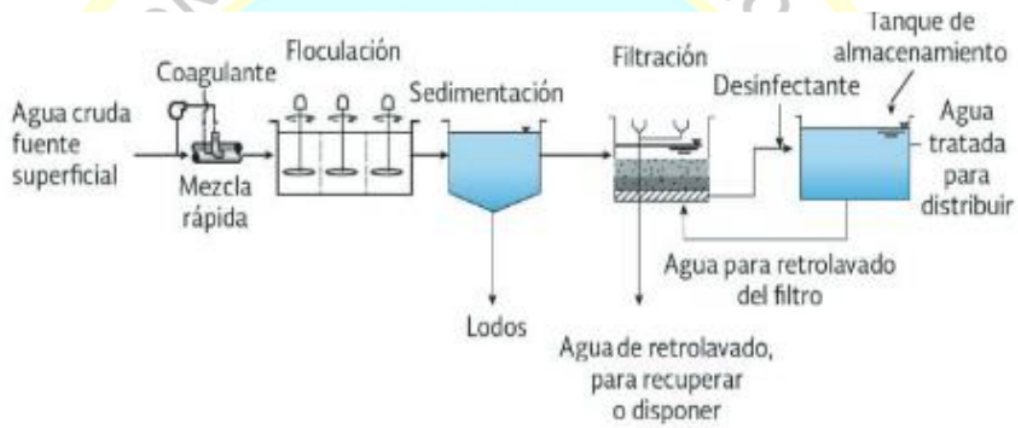 Tanque de
almacenamiento
Floculación
Filtración
Coagulante
Sedimentación
Desinfectante
Agua cruda
fuente
superficial
Agua
tratada
para
distribuir
Mezcla
rápida
Agua para retrolavado
del filtro
Lodos
Agua de retrolavado,
para recuperar
o disponer